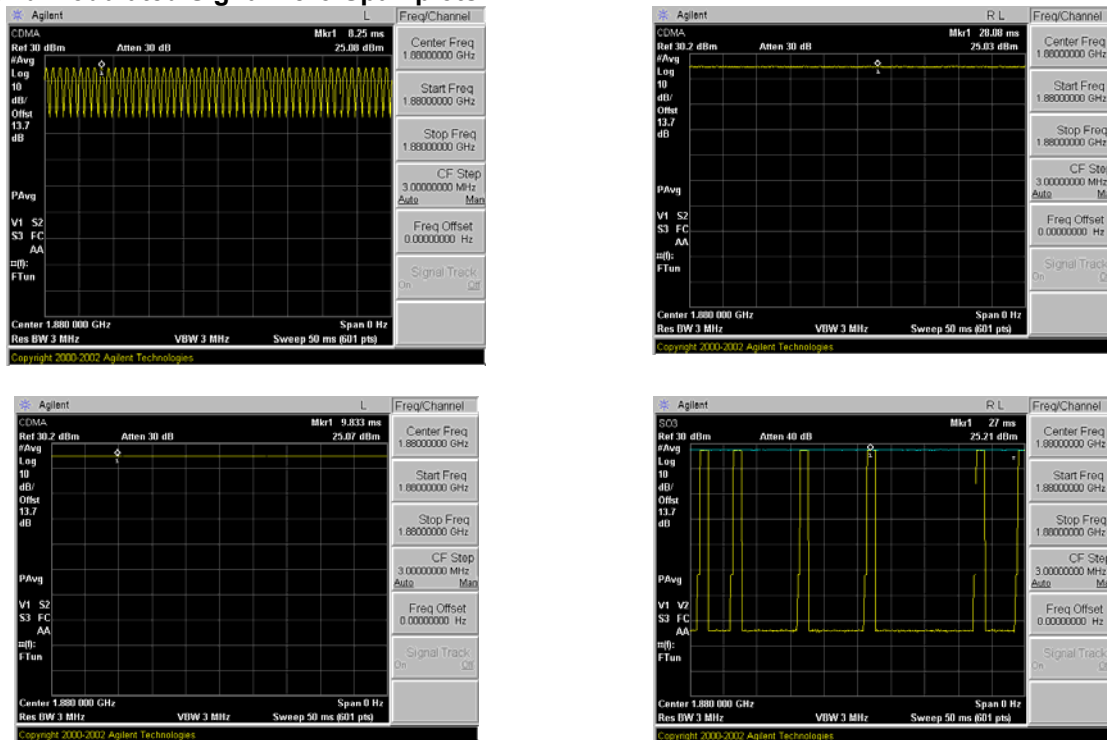 Agilent L Freq/Channel
CDMA Mkr1 8.25 ms
Ref 30 dBm Atten 30 dB 25.08 dBm
#Avg
Log
10
dB/
Offst
13.7
dB
PAvg
V1 S2
S3 FC
AA
¤(f):
FTun
1
Center 1.880 000 GHz Span 0 Hz
Res BW 3 MHz VBW 3 MHz Sweep 50 ms (601 pts)
Copyright 2000-2002 Agilent Technologies
Center Freq
1.88000000 GHz
Start Freq
1.88000000 GHz
Stop Freq
1.88000000 GHz
CF Step
3.00000000 MHz
Auto Man
Freq Offset
0.00000000 Hz
Signal Track
On Off
Agilent R L Freq/Channel
CDMA Mkr1 28.08 ms
Ref 30.2 dBm Atten 30 dB 25.03 dBm
#Avg
Log
10
dB/
Offst
13.7
dB
PAvg
V1 S2
S3 FC
AA
¤(f):
FTun
1
Center 1.880 000 GHz Span 0 Hz
Res BW 3 MHz VBW 3 MHz Sweep 50 ms (601 pts)
Copyright 2000-2002 Agilent Technologies
Center Freq
1.88000000 GHz
Start Freq
1.88000000 GHz
Stop Freq
1.88000000 GHz
CF Ste
3.00000000 MHz
Auto M
Freq Offset
0.00000000 Hz
Signal Track
On
Agilent L Freq/Channel
CDMA Mkr1 9.833 ms
Ref 30.2 dBm Atten 30 dB 25.07 dBm
#Avg
Log
10
dB/
Offst
13.7
dB
PAvg
V1 S2
S3 FC
AA
¤(f):
FTun
1
Center 1.880 000 GHz Span 0 Hz
Res BW 3 MHz VBW 3 MHz Sweep 50 ms (601 pts)
Copyright 2000-2002 Agilent Technologies
Center Freq
1.88000000 GHz
Start Freq
1.88000000 GHz
Stop Freq
1.88000000 GHz
CF Step
3.00000000 MHz
Auto Man
Freq Offset
0.00000000 Hz
Signal Track
On Off
Agilent R L Freq/Channel
SO3 Mkr1 27 ms
Ref 30 dBm Atten 40 dB 25.21 dBm
#Avg
Log
10
dB/
Offst
13.7
dB
PAvg
V1 V2
S3 FC
AA
¤(f):
FTun
1
Center 1.880 000 GHz Span 0 Hz
Res BW 3 MHz VBW 3 MHz Sweep 50 ms (601 pts)
Copyright 2000-2002 Agilent Technologies
Center Freq
1.88000000 GHz
Start Freq
1.88000000 GHz
Stop Freq
1.88000000 GHz
CF Step
3.00000000 MHz
Auto M
Freq Offset
0.00000000 Hz
Signal Track
On